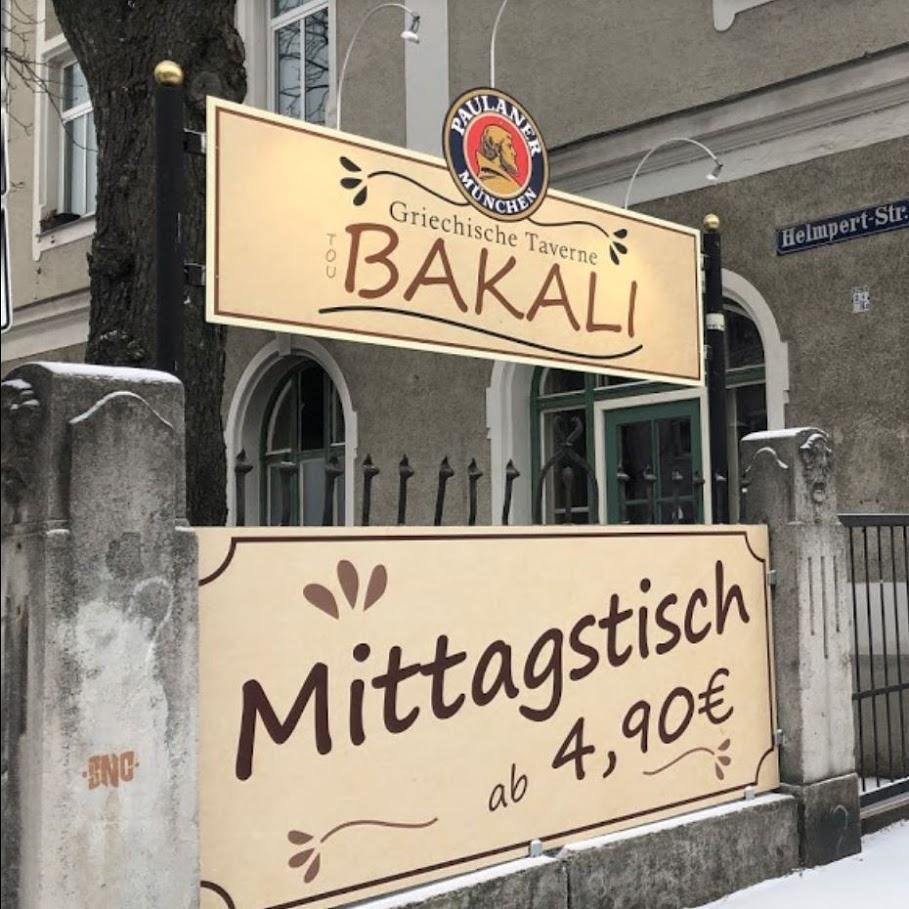 PAULANER
MÜNCHEN
Griechische Taverne
TOU
BAKALI
Helmpert-Str.
Mittagstisch
ab 4,90€